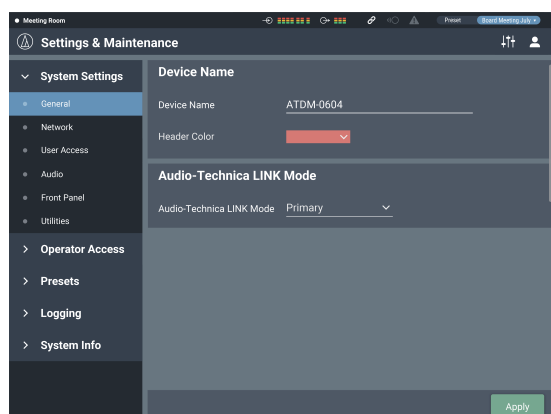 Meeting Room
Preset
Board Meeting July
Settings & Maintenance
System Settings
General
Network
User Access
Audio
Front Panel
Utilities
Operator Access
Presets
Logging
System Info
Device Name
Device Name ATDM-0604
Header Color
Audio-Technica LINK Mode
Audio-Technica LINK Mode Primary
Apply